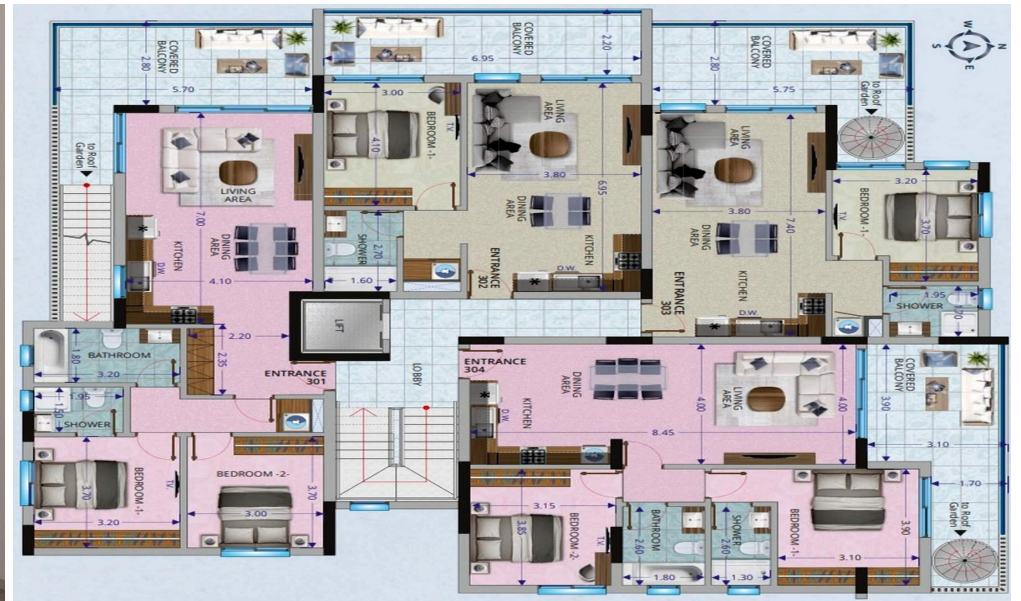 COVERED
BALCONY
2.80
5.70
to Roof
Garden
2.20
6.95
COVERED
BALCONY
2.80
5.75
to Roof
Garden
W
N
S
E
LIVING
AREA
7.00
DINING
AREA
KITCHEN
D.W.
4.10
3.00
4.10
BEDROOM -1-
T.V.
SHOWER
2.70
1.60
LIVING
AREA
3.80
6.95
DINING
AREA
KITCHEN
D.W.
ENTRANCE
302
LIVING
AREA
3.80
7.40
DINING
AREA
KITCHEN
D.W.
ENTRANCE
303
BEDROOM -1-
T.V.
3.20
3.70
SHOWER
1.95
1.70
LIFT
LOBBY
2.20
2.35
ENTRANCE
301
BATHROOM
1.80
3.20
1.95
1.50
SHOWER
BEDROOM -1-
T.V.
3.70
3.20
BEDROOM -2-
3.70
3.00
ENTRANCE
304
DINING
AREA
KITCHEN
D.W.
4.00
LIVING
AREA
4.00
8.45
COVERED
BALCONY
3.90
3.10
1.70
to Roof
Garden
3.15
3.85
BEDROOM -2-
T.V.
BATHROOM
2.60
1.80
SHOWER
2.60
1.30
BEDROOM -1-
3.90
3.10